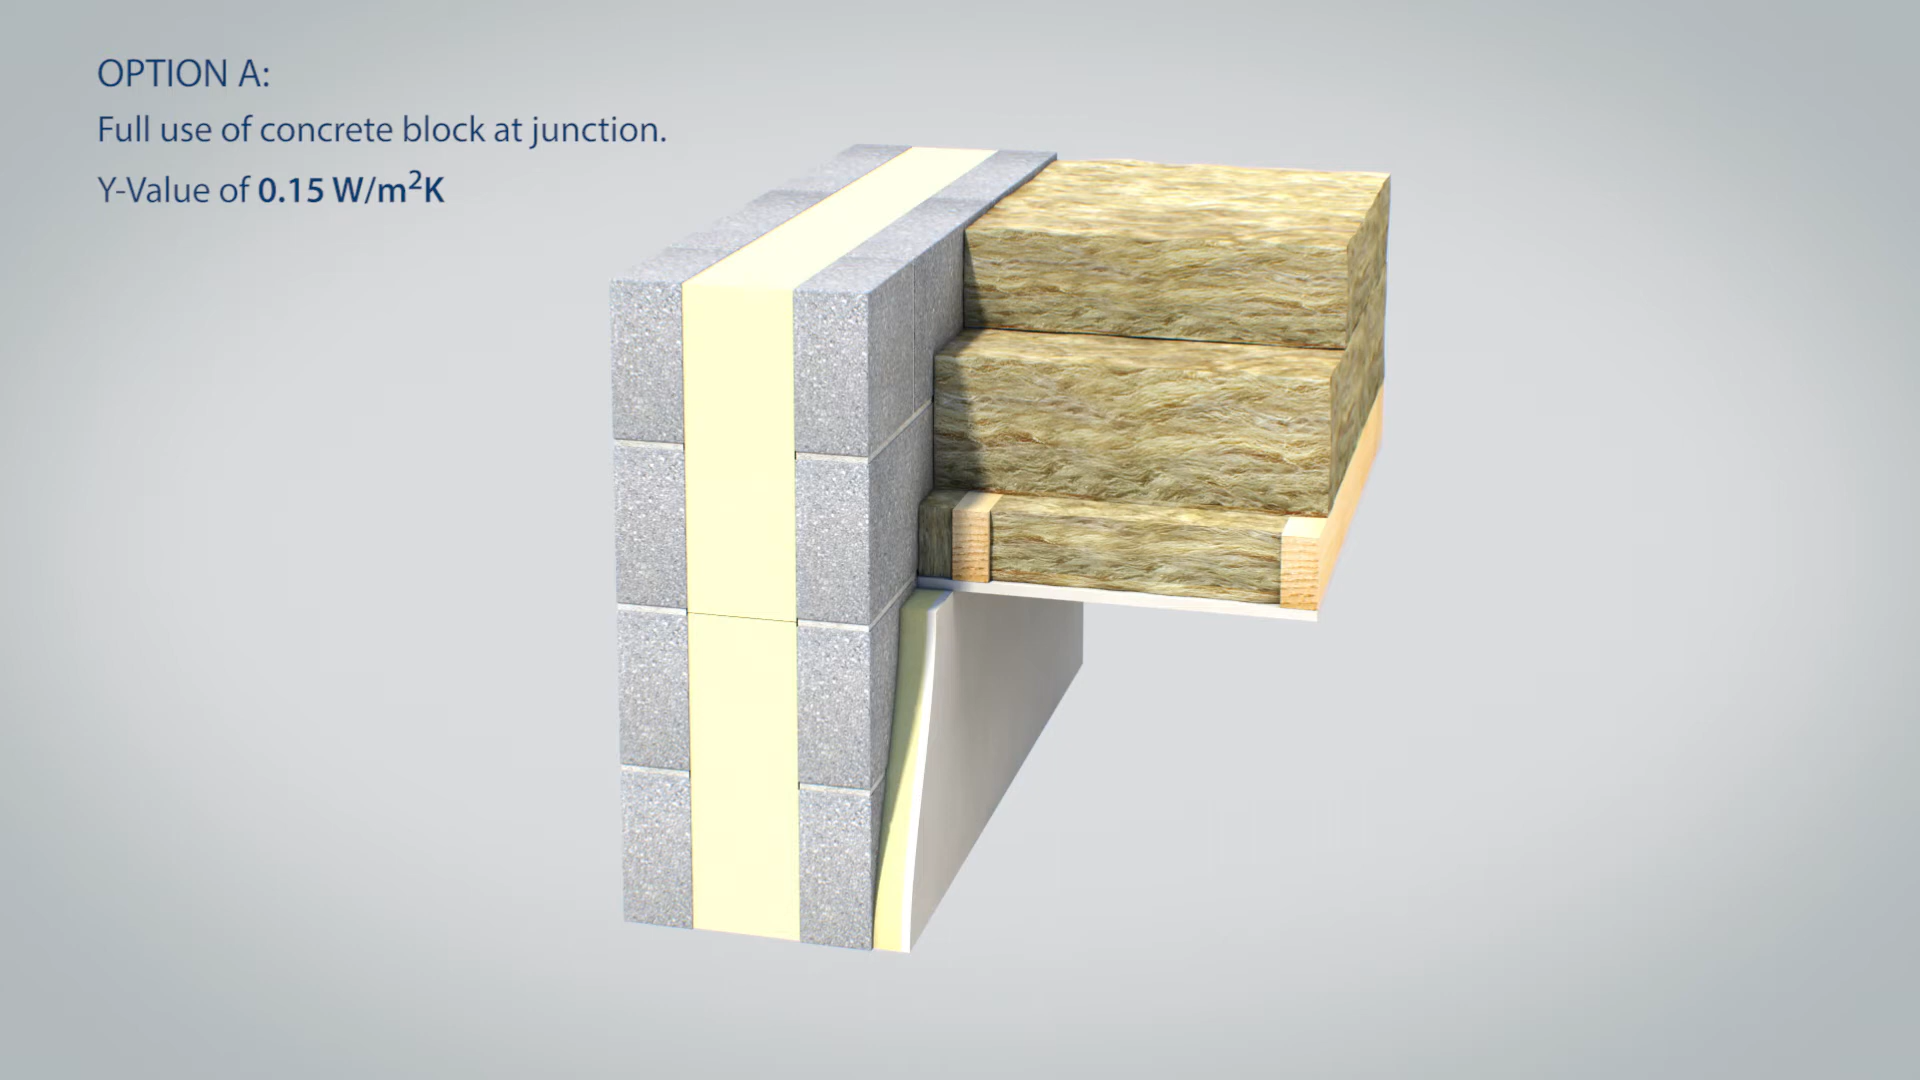 OPTION A:
Full use of concrete block at junction.
Y-Value of 0.15 W/m²K